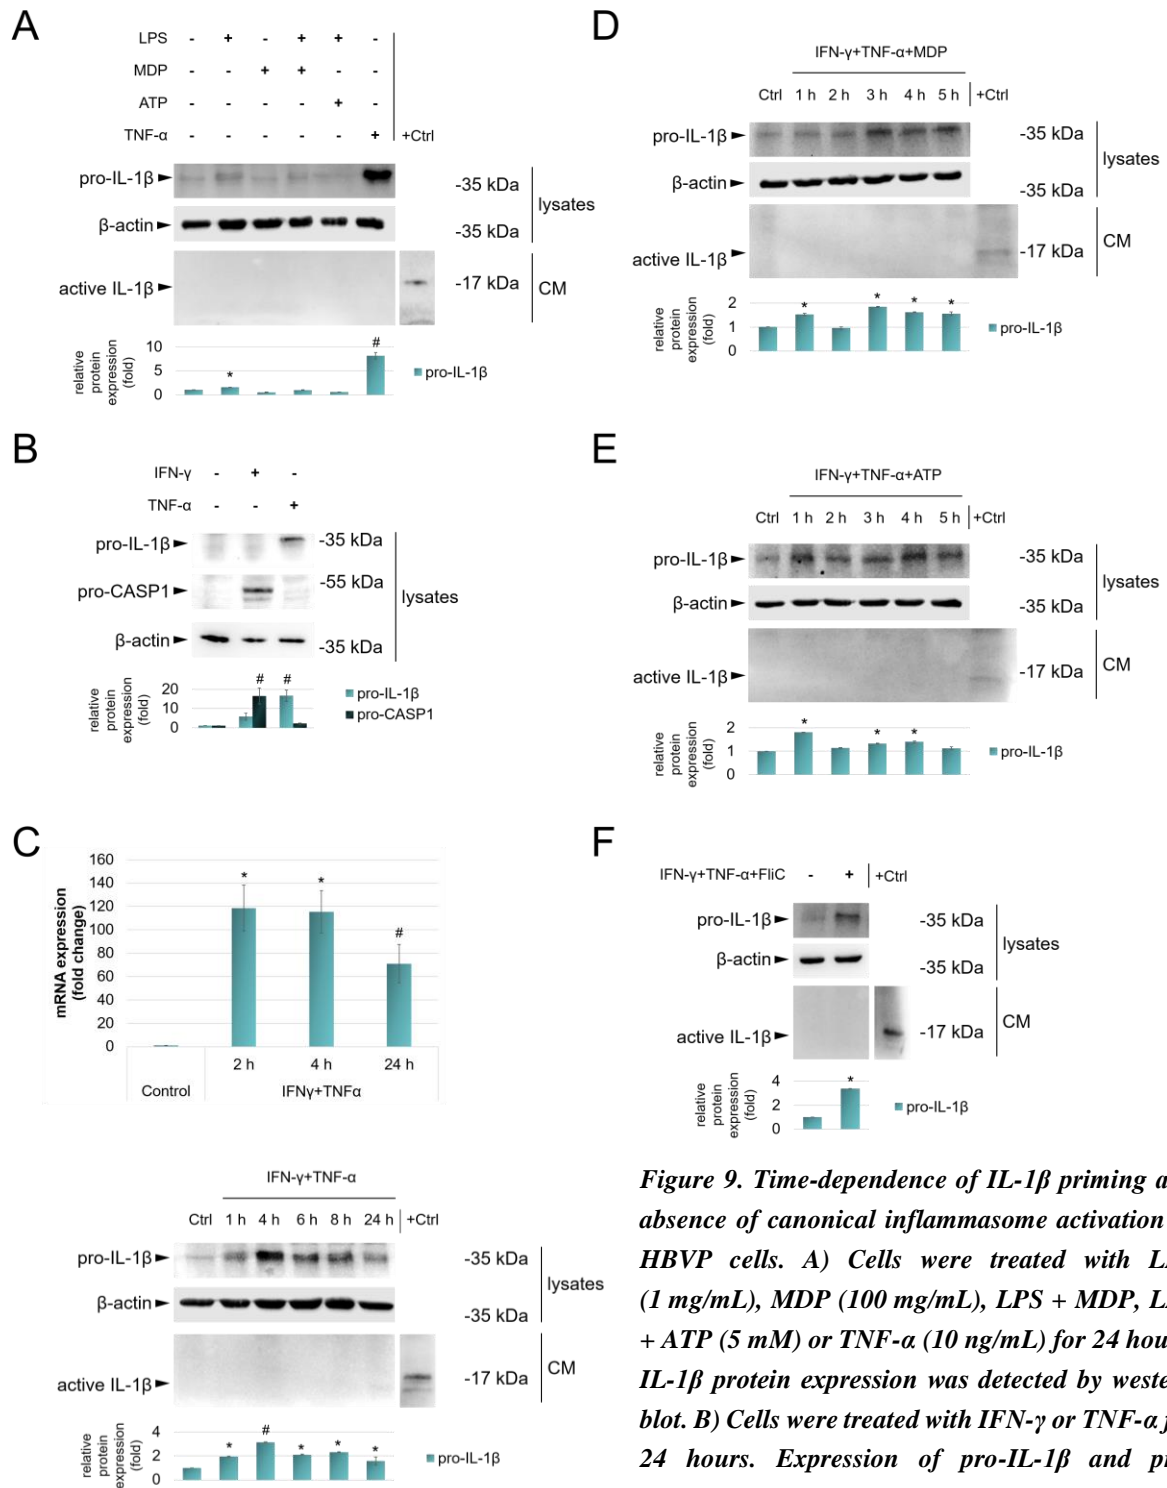 A
LPS - + - + + -
MDP - - + + - -
ATP - - - - + -
TNF-α - - - - - + +Ctrl
pro-IL-1β -35 kDa
lysates
β-actin -35 kDa
active IL-1β -17 kDa CM
relative protein expression (fold)
10
5
0
* #
pro-IL-1β
B
IFN-γ - + -
TNF-α - - +
pro-IL-1β -35 kDa
pro-CASP1 -55 kDa
lysates
β-actin -35 kDa
relative protein expression (fold)
20
10
0
# #
pro-IL-1β
pro-CASP1
C
mRNA expression (fold change)
160
140
120
100
80
60
40
20
0
* * #
2 h 4 h 24 h
Control IFNγ+TNFα
IFN-γ+TNF-α
Ctrl 1 h 4 h 6 h 8 h 24 h +Ctrl
pro-IL-1β -35 kDa
lysates
β-actin -35 kDa
active IL-1β -17 kDa CM
relative protein expression (fold)
4
2
0
* # * * *
pro-IL-1β
D
IFN-γ+TNF-α+MDP
Ctrl 1 h 2 h 3 h 4 h 5 h +Ctrl
pro-IL-1β -35 kDa
lysates
β-actin -35 kDa
active IL-1β -17 kDa CM
relative protein expression (fold)
2
1
0
* * * *
pro-IL-1β
E
IFN-γ+TNF-α+ATP
Ctrl 1 h 2 h 3 h 4 h 5 h +Ctrl
pro-IL-1β -35 kDa
lysates
β-actin -35 kDa
active IL-1β -17 kDa CM
relative protein expression (fold)
2
1
0
* * *
pro-IL-1β
F
IFN-γ+TNF-α+FliC - + +Ctrl
pro-IL-1β -35 kDa
lysates
β-actin -35 kDa
active IL-1β -17 kDa CM
relative protein expression (fold)
4
2
0
*
pro-IL-1β
Figure 9. Time-dependence of IL-1β priming a
absence of canonical inflammasome activation
HBVP cells. A) Cells were treated with L
(1 mg/mL), MDP (100 mg/mL), LPS + MDP, L
+ ATP (5 mM) or TNF-α (10 ng/mL) for 24 hou
IL-1β protein expression was detected by weste
blot. B) Cells were treated with IFN-γ or TNF-α
24 hours. Expression of pro-IL-1β and p